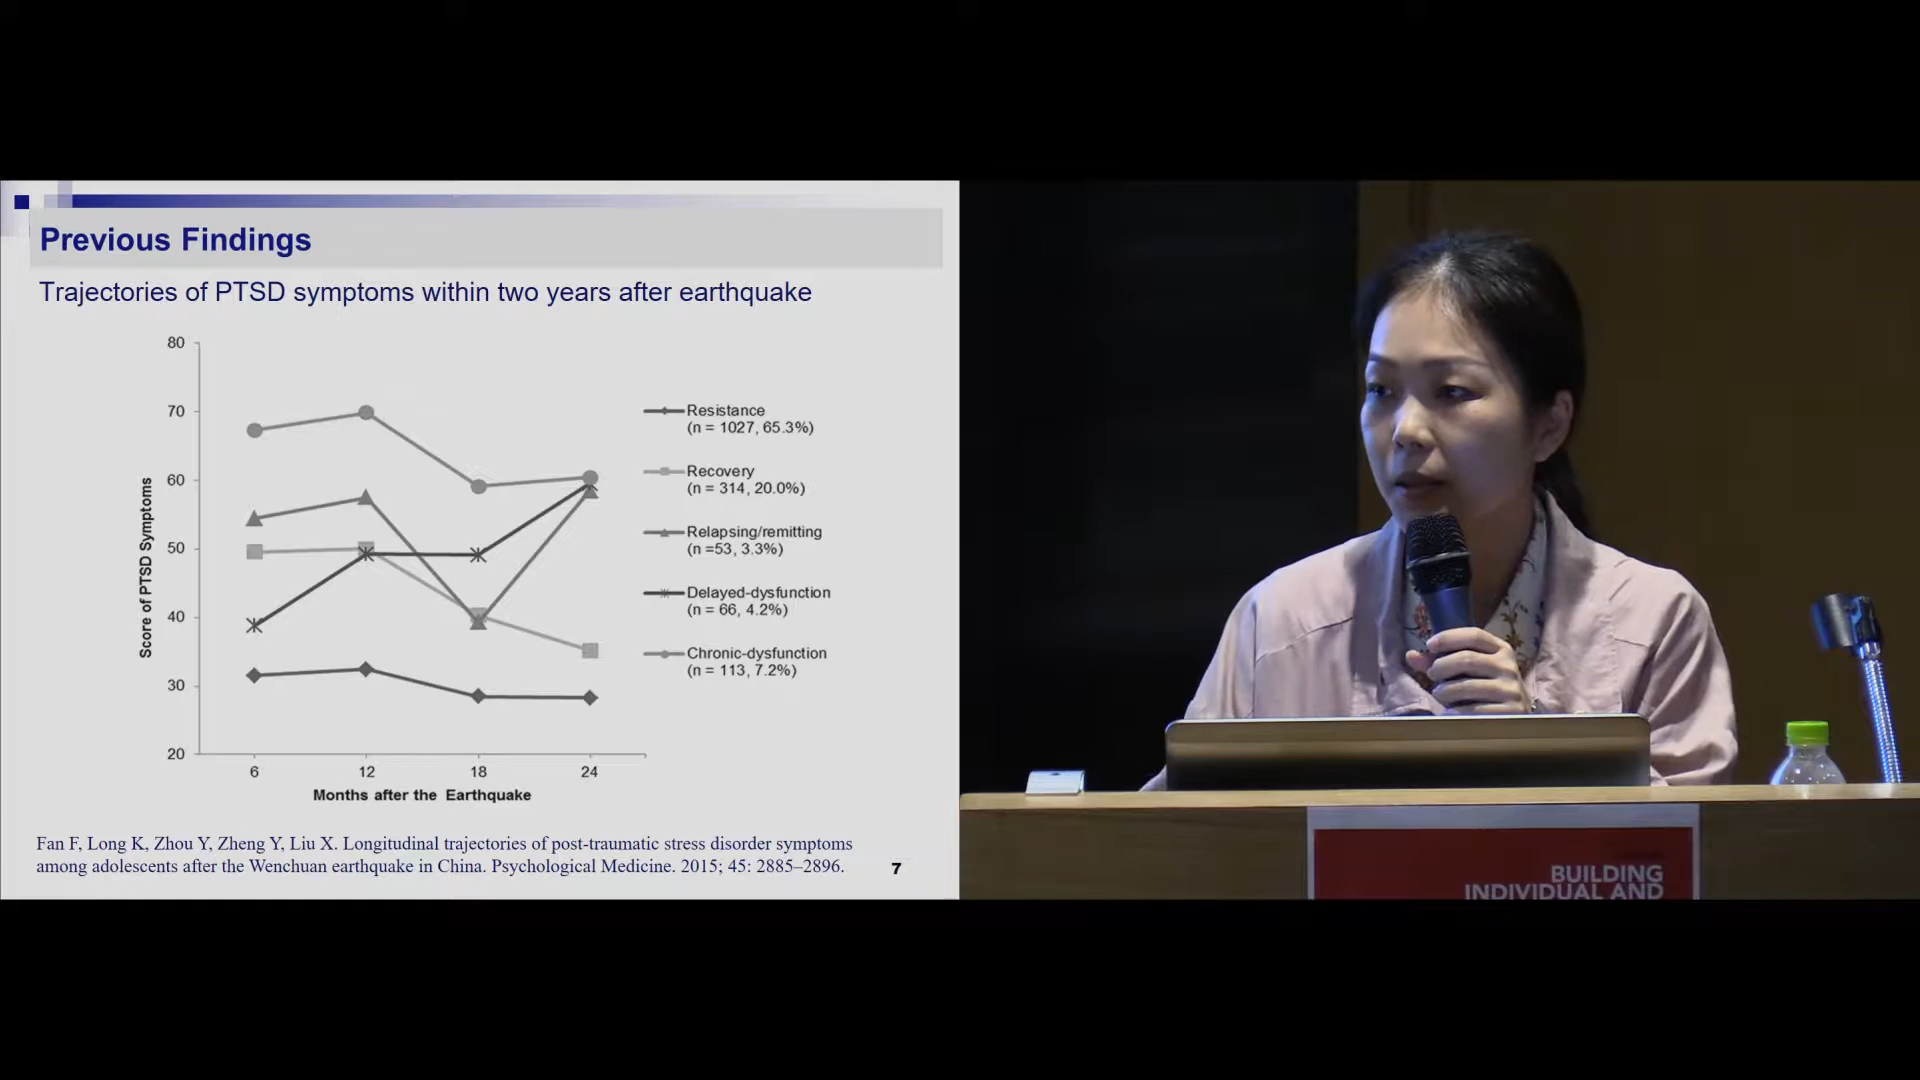 Previous Findings
Trajectories of PTSD symptoms within two years after earthquake
80
70
60
50
40
30
20
Score of PTSD Symptoms
6 12 18 24
Months after the Earthquake
Resistance
(n = 1027, 65.3%)
Recovery
(n = 314, 20.0%)
Relapsing/remitting
(n =53, 3.3%)
Delayed-dysfunction
(n = 66, 4.2%)
Chronic-dysfunction
(n = 113, 7.2%)
Fan F, Long K, Zhou Y, Zheng Y, Liu X. Longitudinal trajectories of post-traumatic stress disorder symptoms
among adolescents after the Wenchuan earthquake in China. Psychological Medicine. 2015; 45: 2885–2896.
7
BUILDING
INDIVIDUAL AND